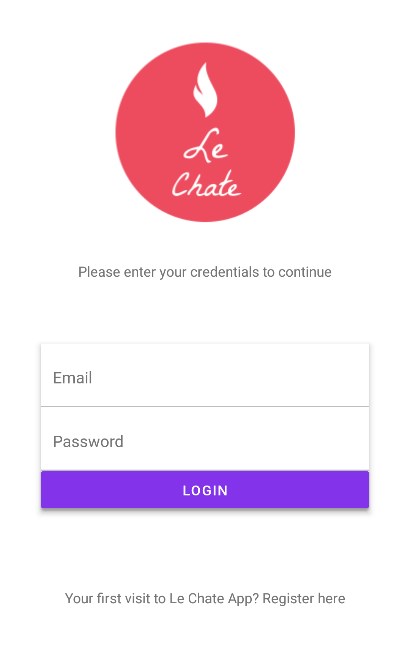 Le
Chate
Please enter your credentials to continue
Email
Password
LOGIN
Your first visit to Le Chate App? Register here